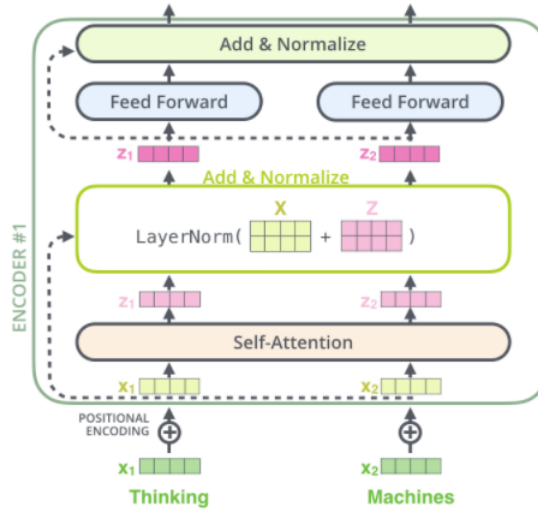 Add & Normalize
Feed Forward Feed Forward
z1 z2
Add & Normalize
X Z
LayerNorm( + )
ENCODER #1
z1 z2
Self-Attention
x1 x2
POSITIONAL
ENCODING
x1 x2
Thinking Machines